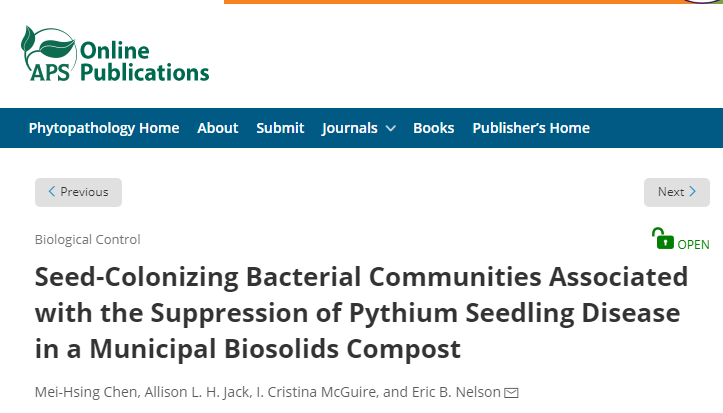 Online
APS Publications
Phytopathology Home About Submit Journals Books Publisher's Home
Previous Next
Biological Control OPEN
Seed-Colonizing Bacterial Communities Associated
with the Suppression of Pythium Seedling Disease
in a Municipal Biosolids Compost
Mei-Hsing Chen, Allison L. H. Jack, I. Cristina McGuire, and Eric B. Nelson